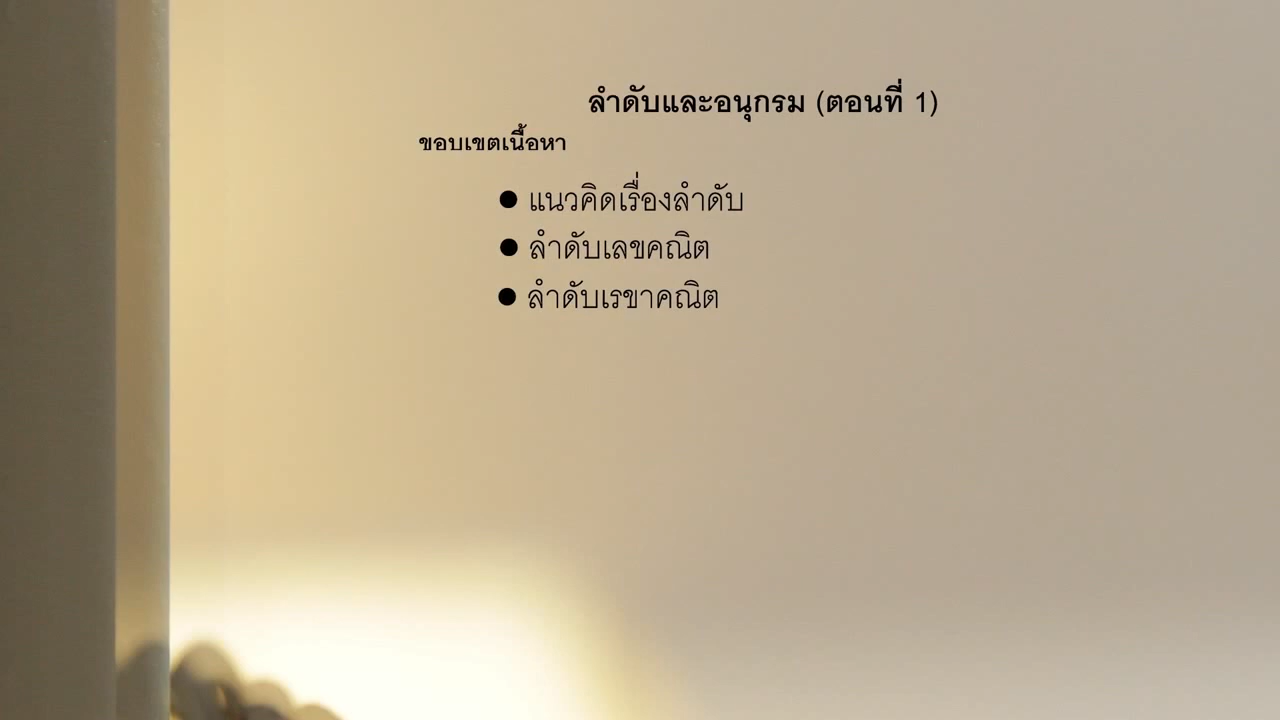 ลำดับและอนุกรม (ตอนที่ 1)
ขอบเขตเนื้อหา
● แนวคิดเรื่องลำดับ
● ลำดับเลขคณิต
● ลำดับเรขาคณิต